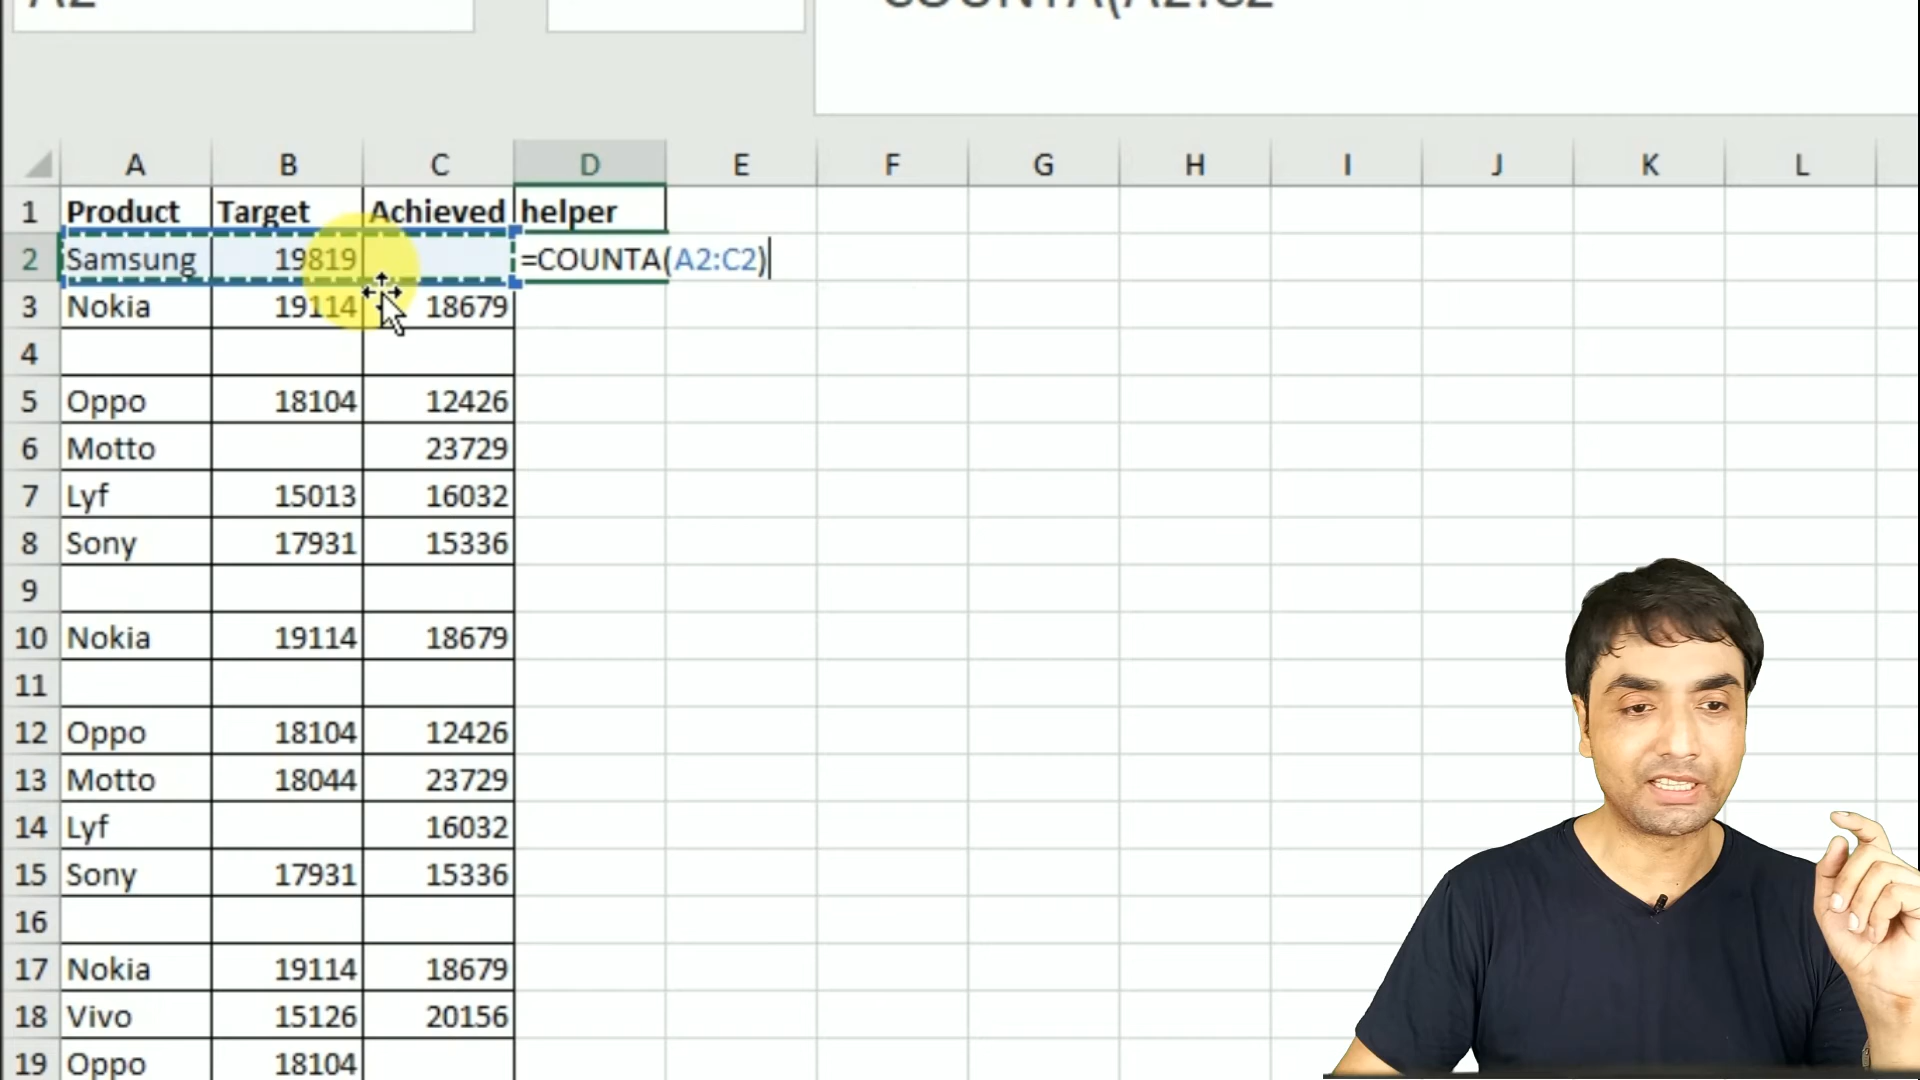 A2
=COUNTA(A2:C2
A B C D E F G H I J K L
1 Product Target Achieved helper
2 Samsung 19819 =COUNTA(A2:C2)
3 Nokia 19114 18679
4
5 Oppo 18104 12426
6 Motto 23729
7 Lyf 15013 16032
8 Sony 17931 15336
9
10 Nokia 19114 18679
11
12 Oppo 18104 12426
13 Motto 18044 23729
14 Lyf 16032
15 Sony 17931 15336
16
17 Nokia 19114 18679
18 Vivo 15126 20156
19 Oppo 18104